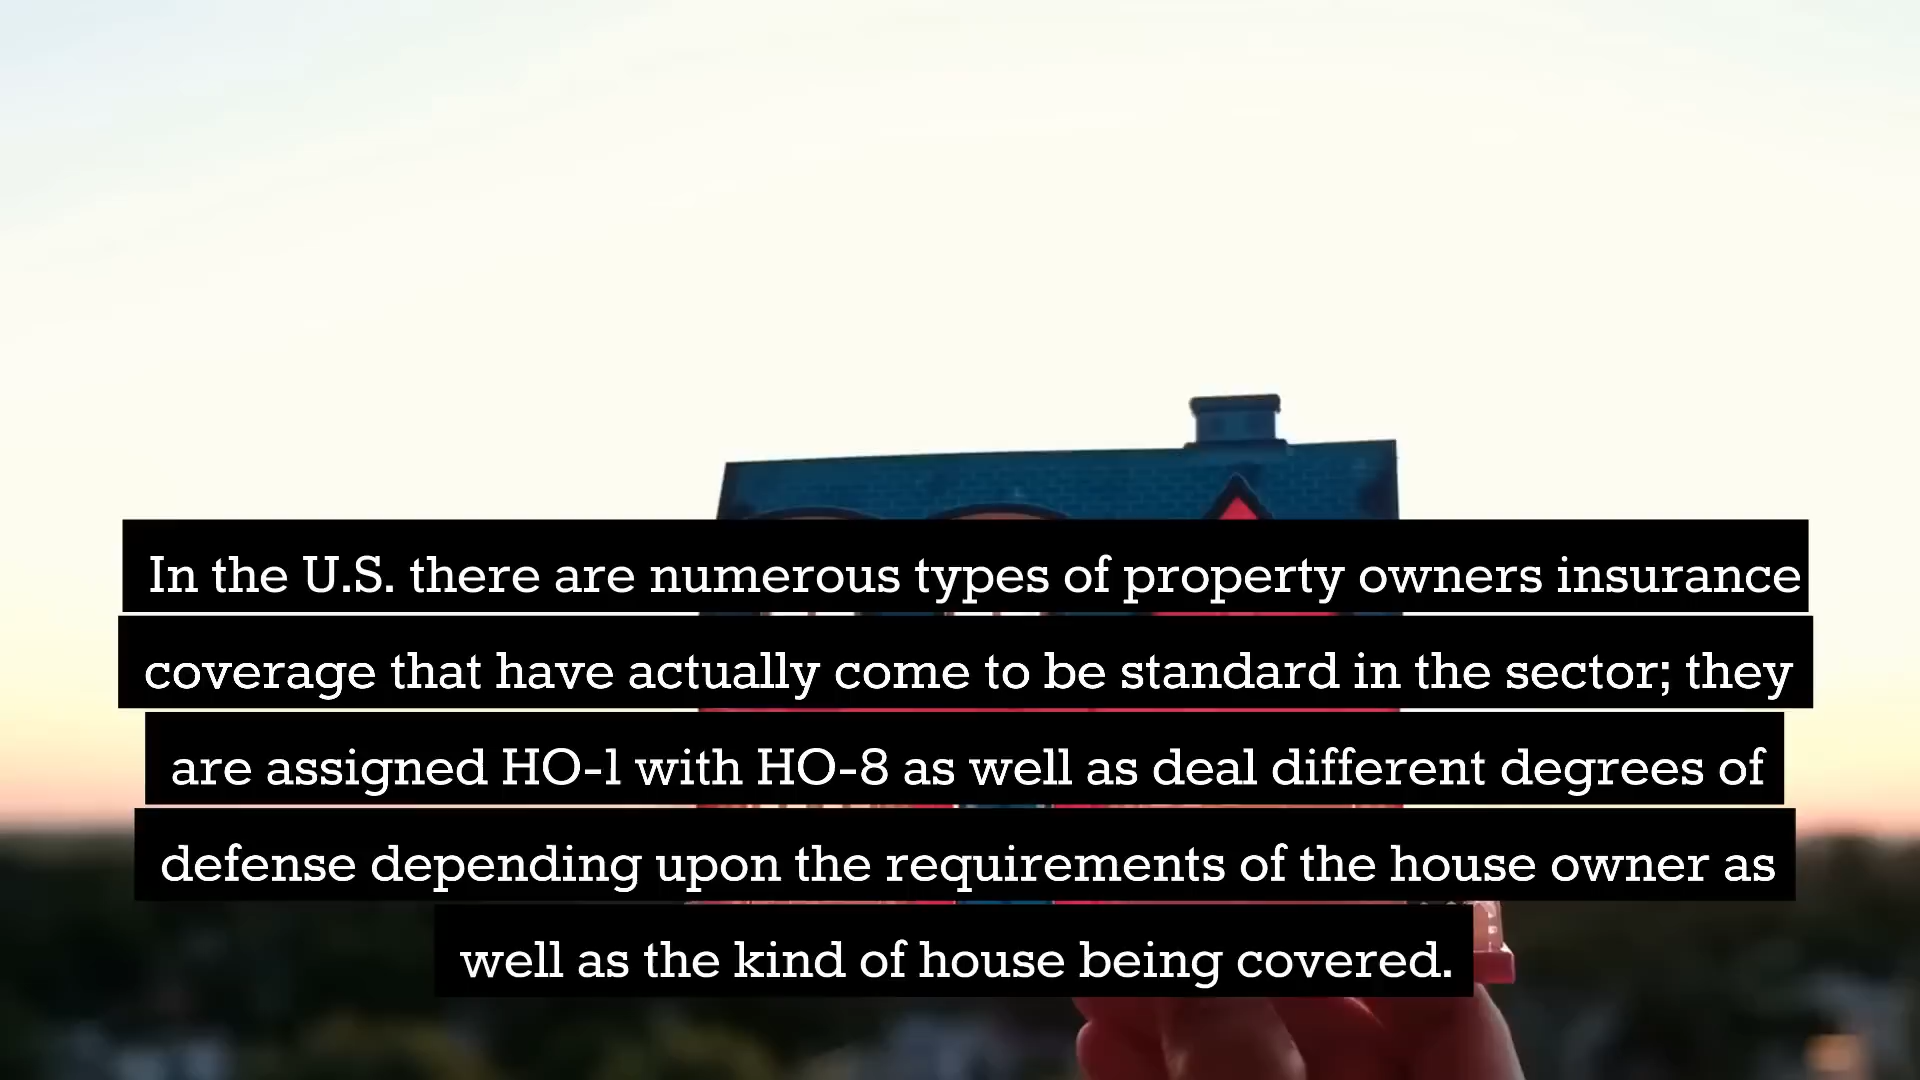 In the U.S. there are numerous types of property owners insurance
coverage that have actually come to be standard in the sector; they
are assigned HO-1 with HO-8 as well as deal different degrees of
defense depending upon the requirements of the house owner as
well as the kind of house being covered.